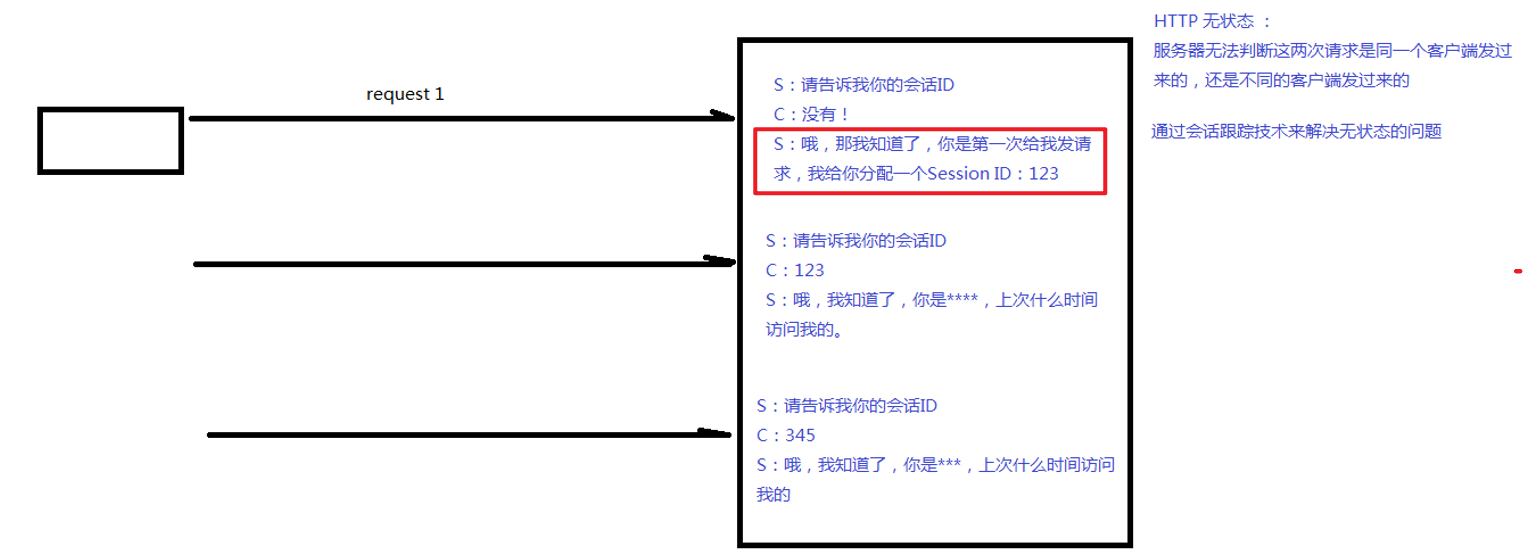 request 1
S：请告诉我你的会话ID
C：没有！
S：哦，那我知道了，你是第一次给我发请
求，我给你分配一个Session ID：123
S：请告诉我你的会话ID
C：123
S：哦，我知道了，你是****，上次什么时间
访问我的。
S：请告诉我你的会话ID
C：345
S：哦，我知道了，你是***，上次什么时间访问
我的
HTTP 无状态 ：
服务器无法判断这两次请求是同一个客户端发过
来的，还是不同的客户端发过来的
通过会话跟踪技术来解决无状态的问题